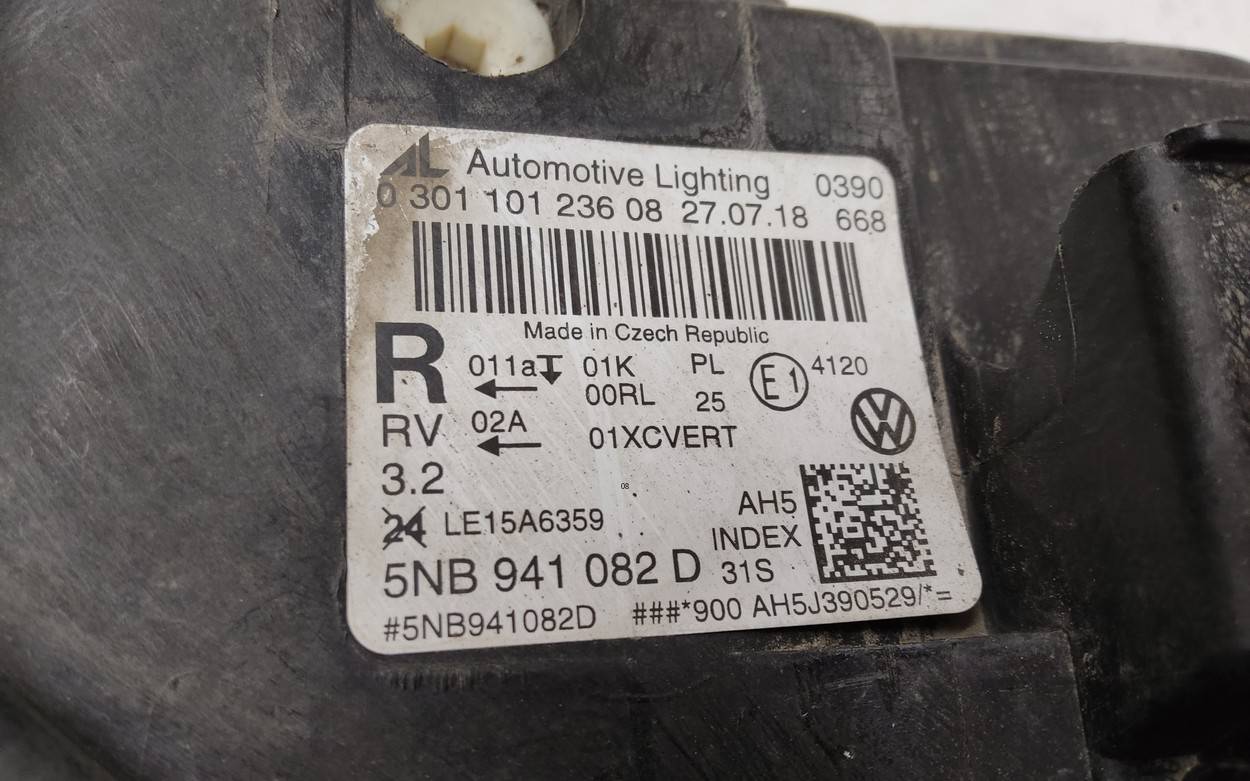 AL Automotive Lighting 0390
0 301 101 236 08 27.07.18 668
Made in Czech Republic
R 011a 01K PL E1 4120
00RL 25
RV 02A 01XCVERT VW
3.2
08
24 LE15A6359 AH5
INDEX
5NB 941 082 D 31S
#5NB941082D ###*900 AH5J390529/*=